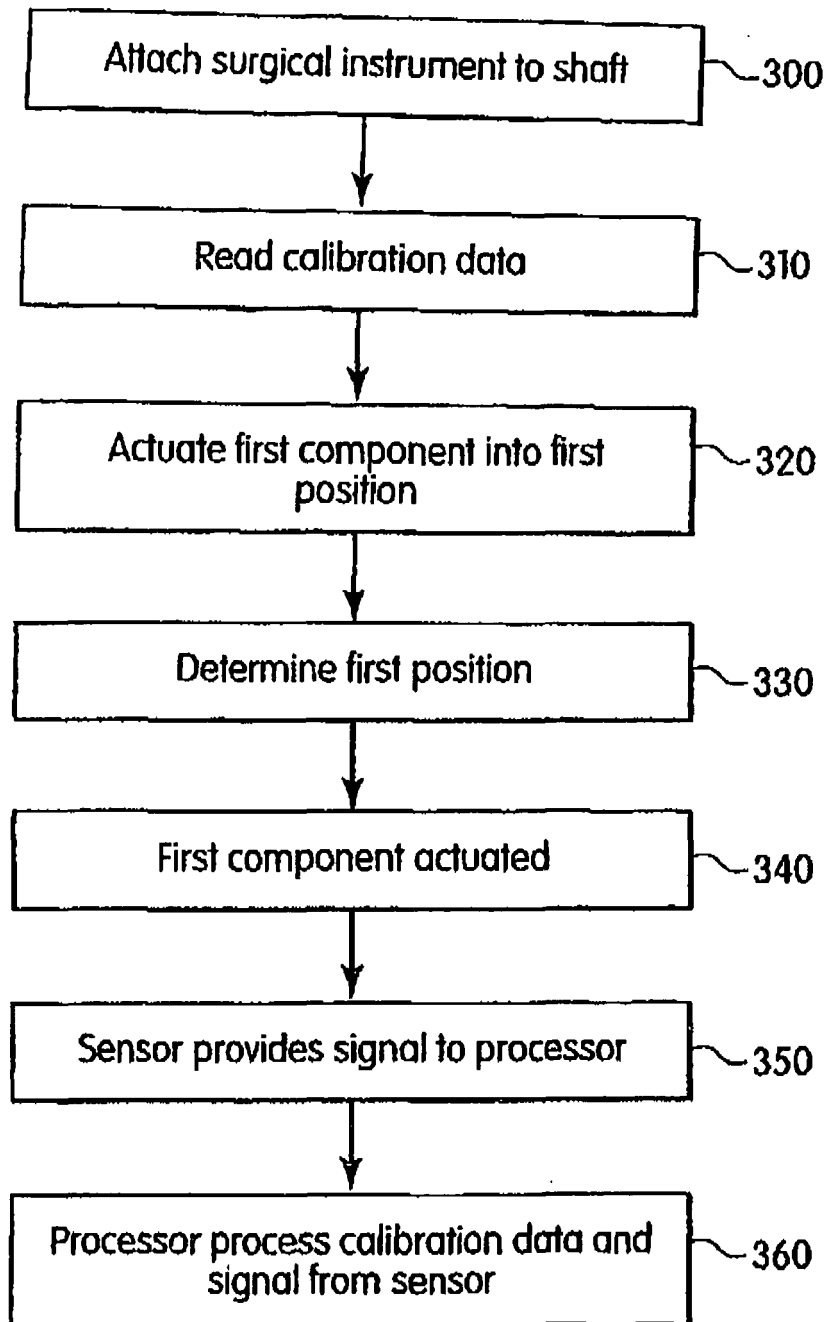 Attach surgical instrument to shaft
300
Read calibration data
310
Actuate first component into first
position
320
Determine first position
330
First component actuated
340
Sensor provides signal to processor
350
Processor process calibration data and
signal from sensor
360